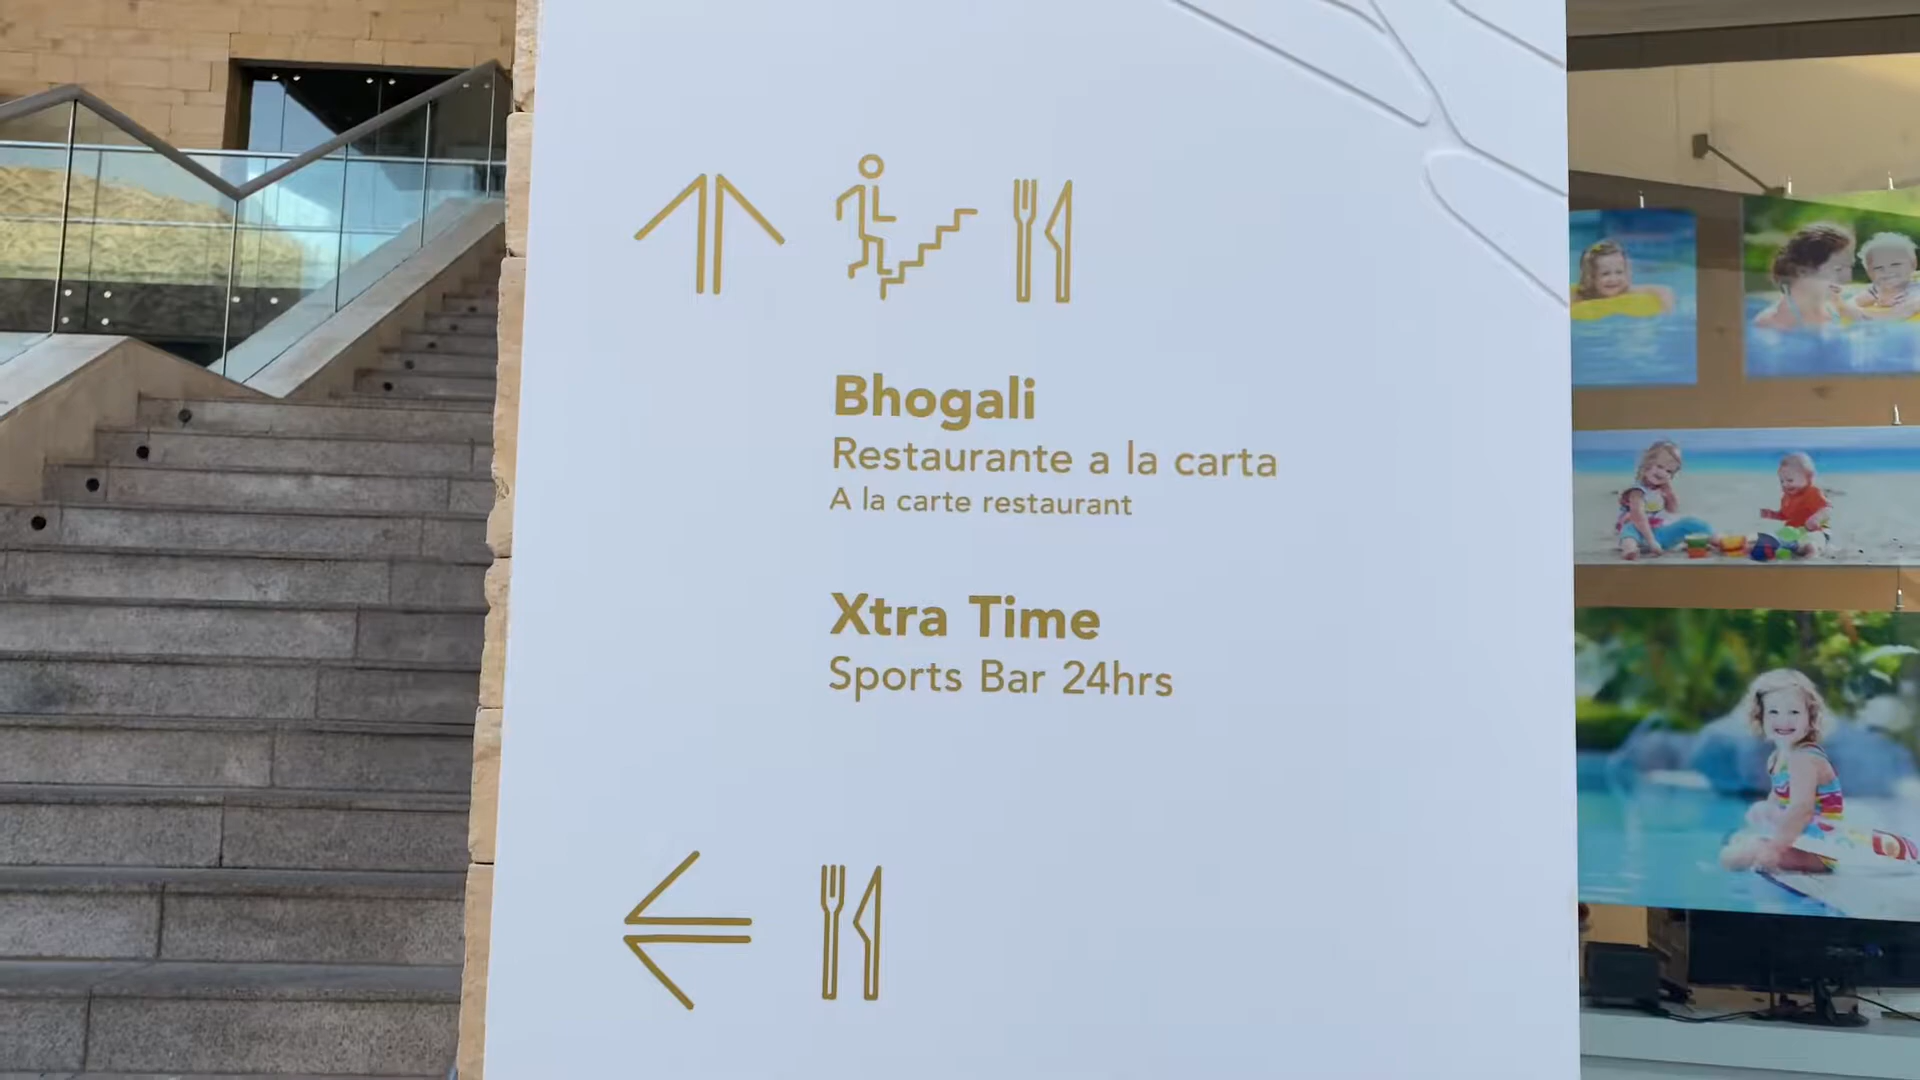 Bhogali
Restaurante a la carta
A la carte restaurant
Xtra Time
Sports Bar 24hrs